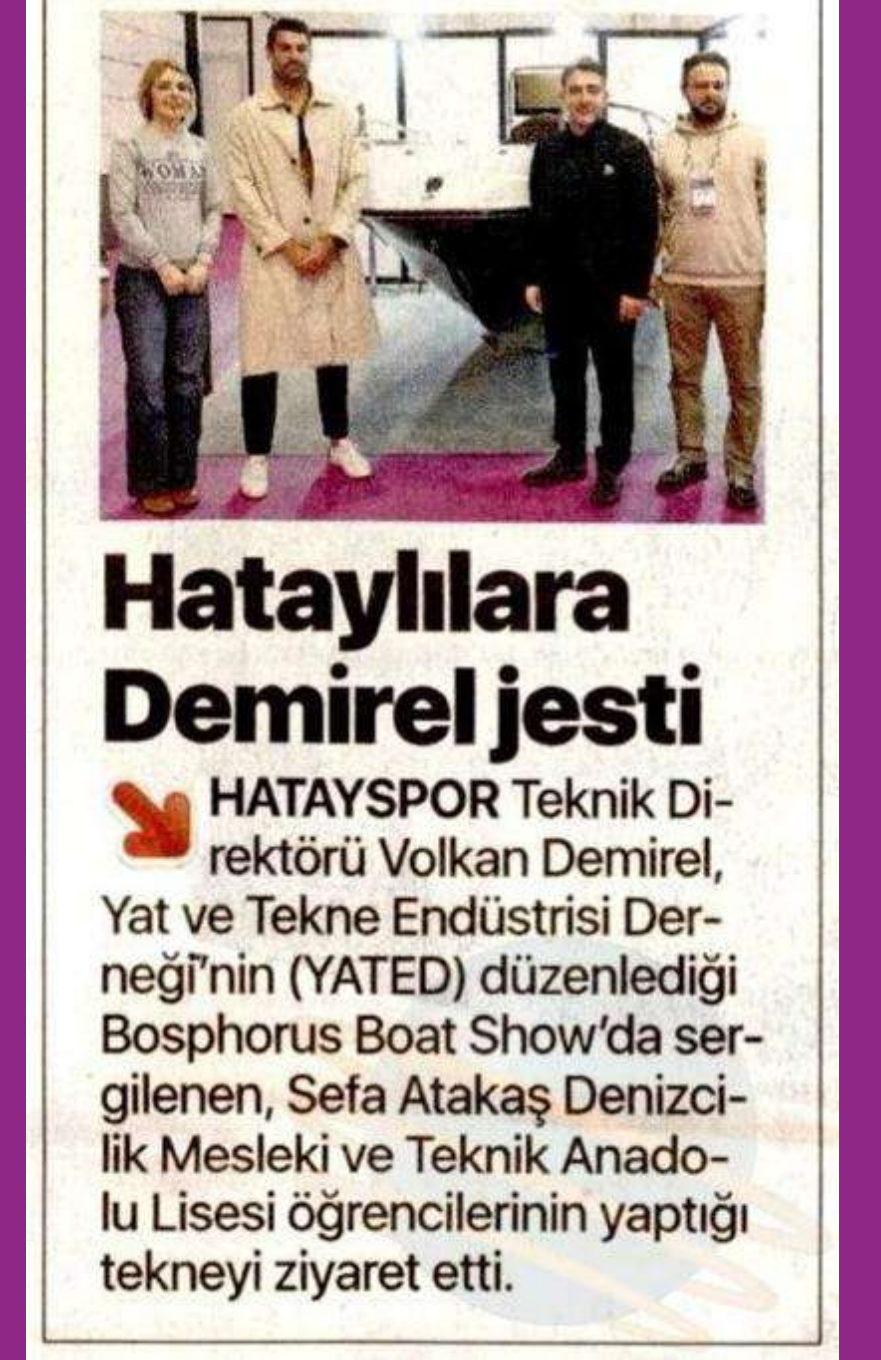 WOMAN
Hataylılara
Demirel jesti
HATAYSPOR Teknik Di-
rektörü Volkan Demirel,
Yat ve Tekne Endüstrisi Der-
neği'nin (YATED) düzenlediği
Bosphorus Boat Show'da ser-
gilenen, Sefa Atakaş Denizci-
lik Mesleki ve Teknik Anado-
lu Lisesi öğrencilerinin yaptığı
tekneyi ziyaret etti.